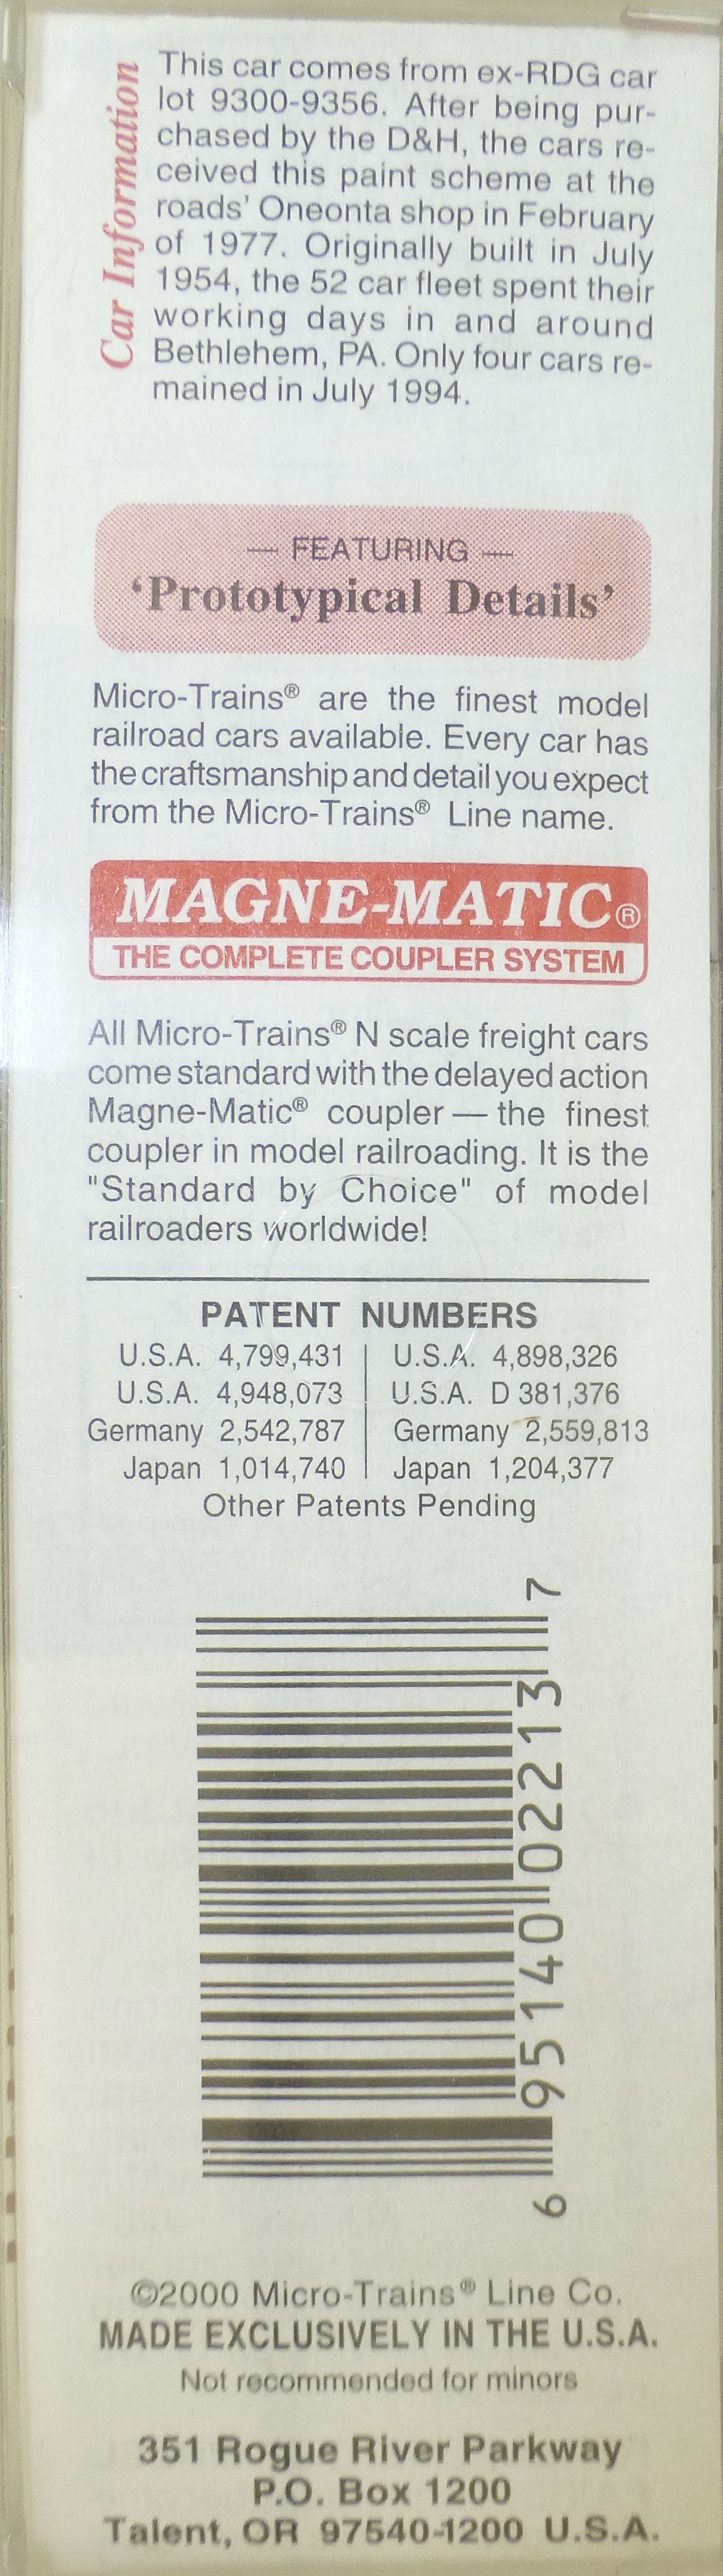 Car Information
This car comes from ex-RDG car
lot 9300-9356. After being pur-
chased by the D&H, the cars re-
ceived this paint scheme at the
roads' Oneonta shop in February
of 1977. Originally built in July
1954, the 52 car fleet spent their
working days in and around
Bethlehem, PA. Only four cars re-
mained in July 1994.
— FEATURING —
'Prototypical Details'
Micro-Trains® are the finest model
railroad cars available. Every car has
the craftsmanship and detail you expect
from the Micro-Trains® Line name.
MAGNE-MATIC®
THE COMPLETE COUPLER SYSTEM
All Micro-Trains® N scale freight cars
come standard with the delayed action
Magne-Matic® coupler — the finest
coupler in model railroading. It is the
"Standard by Choice" of model
railroaders worldwide!
PATENT NUMBERS
U.S.A. 4,799,431 | U.S.A. 4,898,326
U.S.A. 4,948,073 | U.S.A. D 381,376
Germany 2,542,787 | Germany 2,559,813
Japan 1,014,740 | Japan 1,204,377
Other Patents Pending
6 95140 02213 7
©2000 Micro-Trains® Line Co.
MADE EXCLUSIVELY IN THE U.S.A.
Not recommended for minors
351 Rogue River Parkway
P.O. Box 1200
Talent, OR 97540-1200 U.S.A.